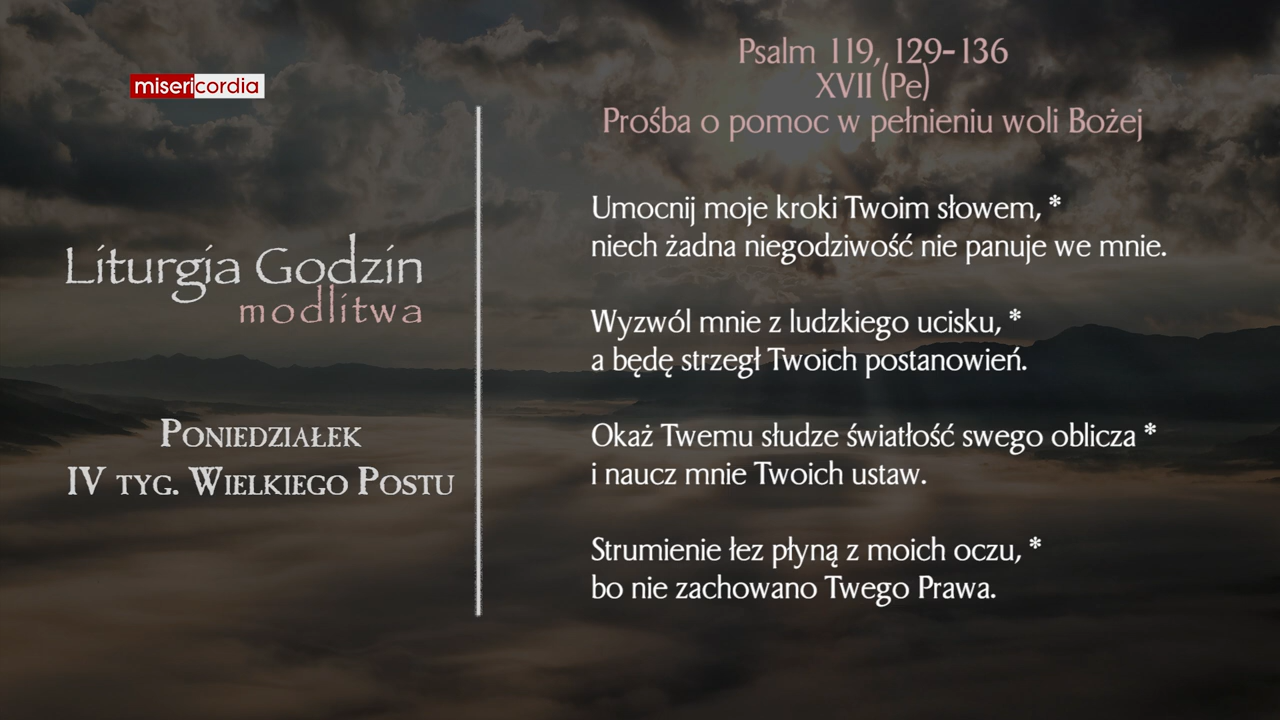 misericordia
Liturgia Godzin
modlitwa
Poniedziałek
IV tyg. Wielkiego Postu
Psalm 119, 129-136
XVII (Pe)
Prośba o pomoc w pełnieniu woli Bożej
Umocnij moje kroki Twoim słowem, *
niech żadna niegodziwość nie panuje we mnie.
Wyzwól mnie z ludzkiego ucisku, *
a będę strzegł Twoich postanowień.
Okaż Twemu słudze światłość swego oblicza *
i naucz mnie Twoich ustaw.
Strumienie łez płyną z moich oczu, *
bo nie zachowano Twego Prawa.